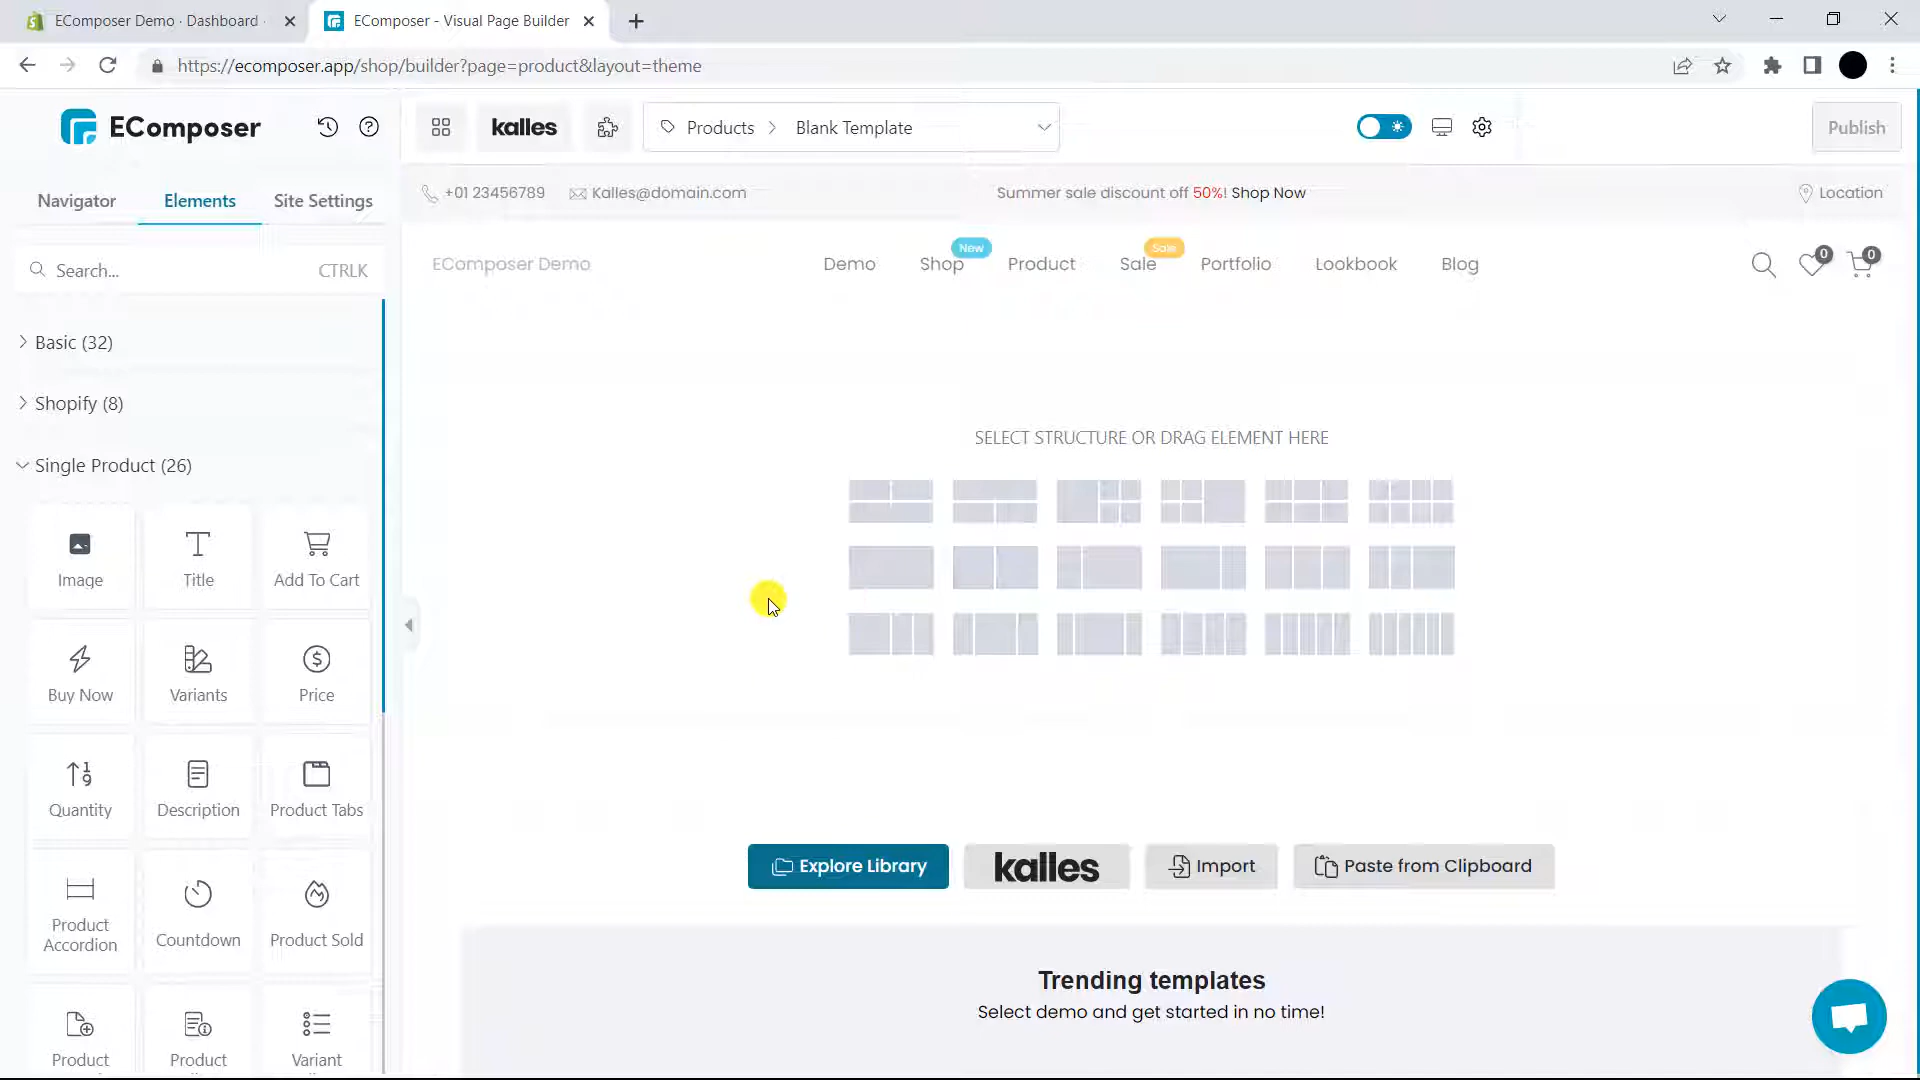 EComposer Demo · Dashboard ·
EComposer - Visual Page Builder
https://ecomposer.app/shop/builder?page=product&layout=theme
EComposer
kalles
Products
Blank Template
Publish
Navigator
Elements
Site Settings
+01 23456789
Kalles@domain.com
Summer sale discount off 50%! Shop Now
Location
Search...
CTRLK
EComposer Demo
Demo
Shop
New
Product
Sale
Sale
Portfolio
Lookbook
Blog
0
0
Basic (32)
Shopify (8)
Single Product (26)
Image
Title
Add To Cart
Buy Now
Variants
Price
Quantity
Description
Product Tabs
Product
Accordion
Countdown
Product Sold
Product
Product
Variant
SELECT STRUCTURE OR DRAG ELEMENT HERE
Explore Library
kalles
Import
Paste from Clipboard
Trending templates
Select demo and get started in no time!